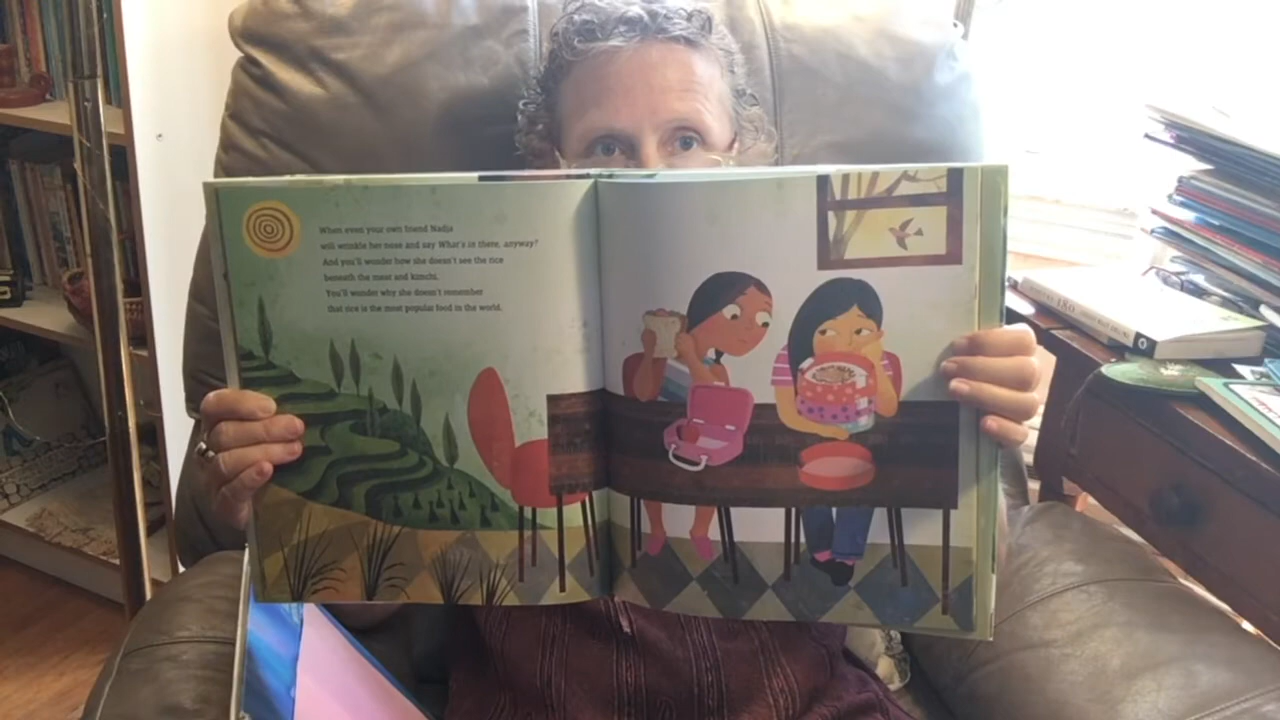 When even your own friend Nadja
will wrinkle her nose and say What's in there, anyway?
And you'll wonder how she doesn't see the rice
beneath the meat and kimchi.
You'll wonder why she doesn't remember
that rice is the most popular food in the world.